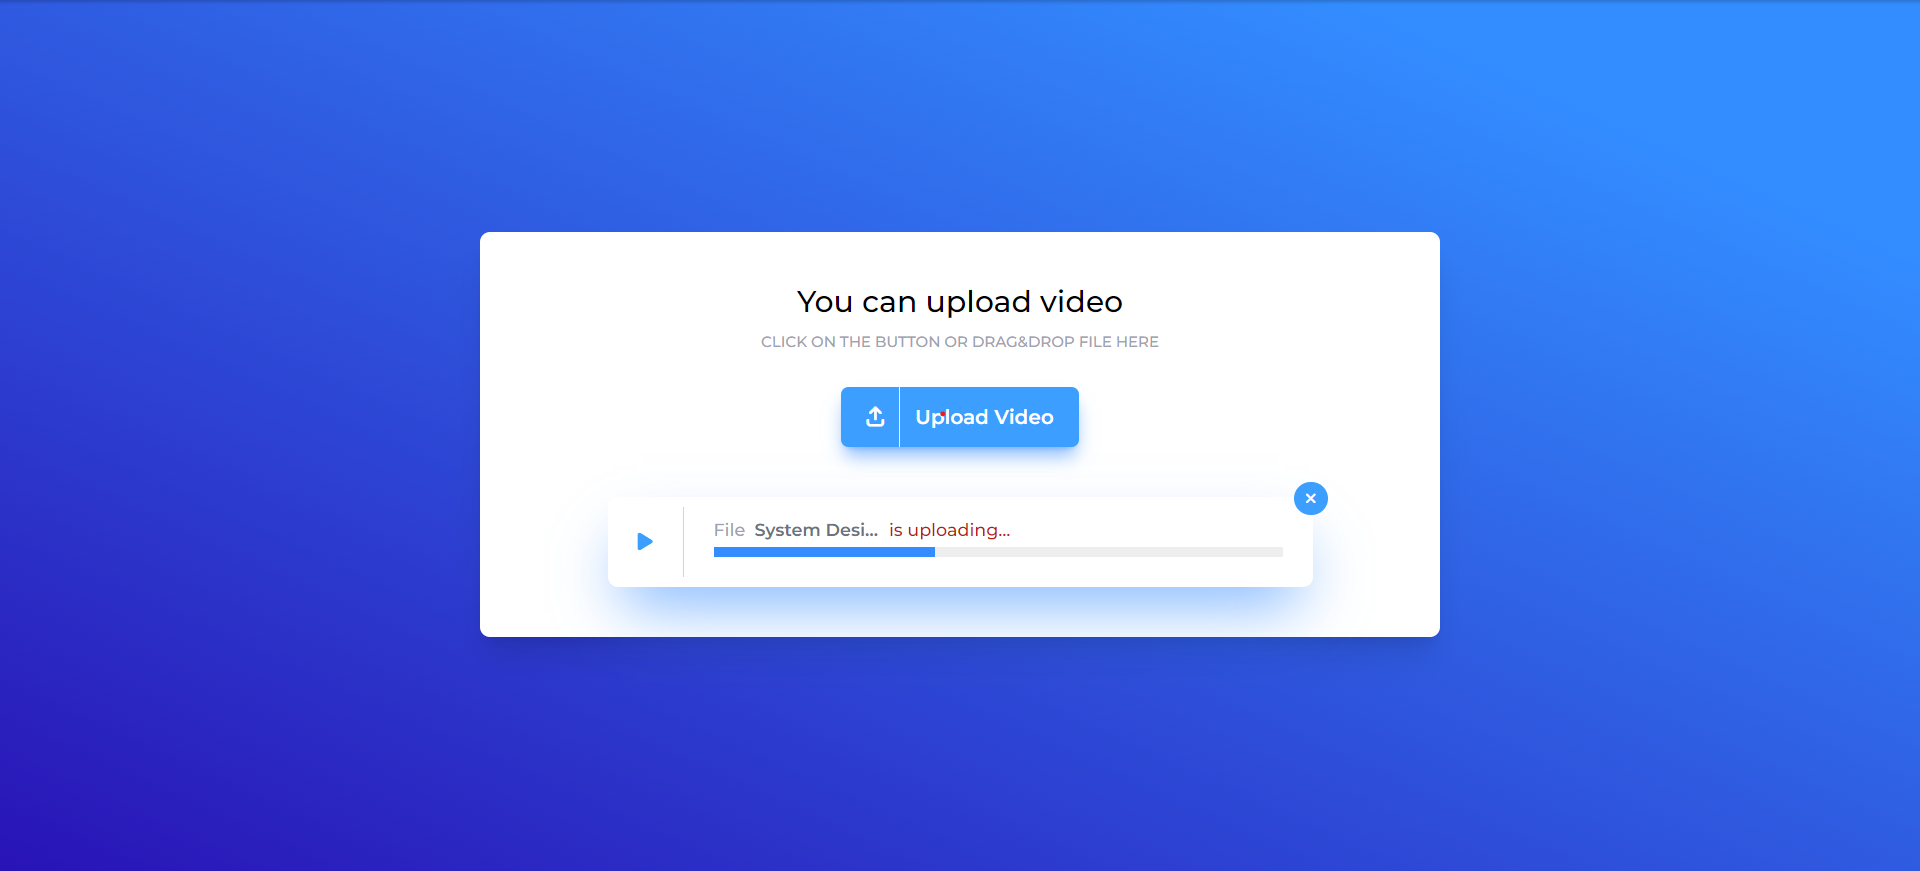 You can upload video
CLICK ON THE BUTTON OR DRAG&DROP FILE HERE
Upload Video
File System Desi... is uploading...